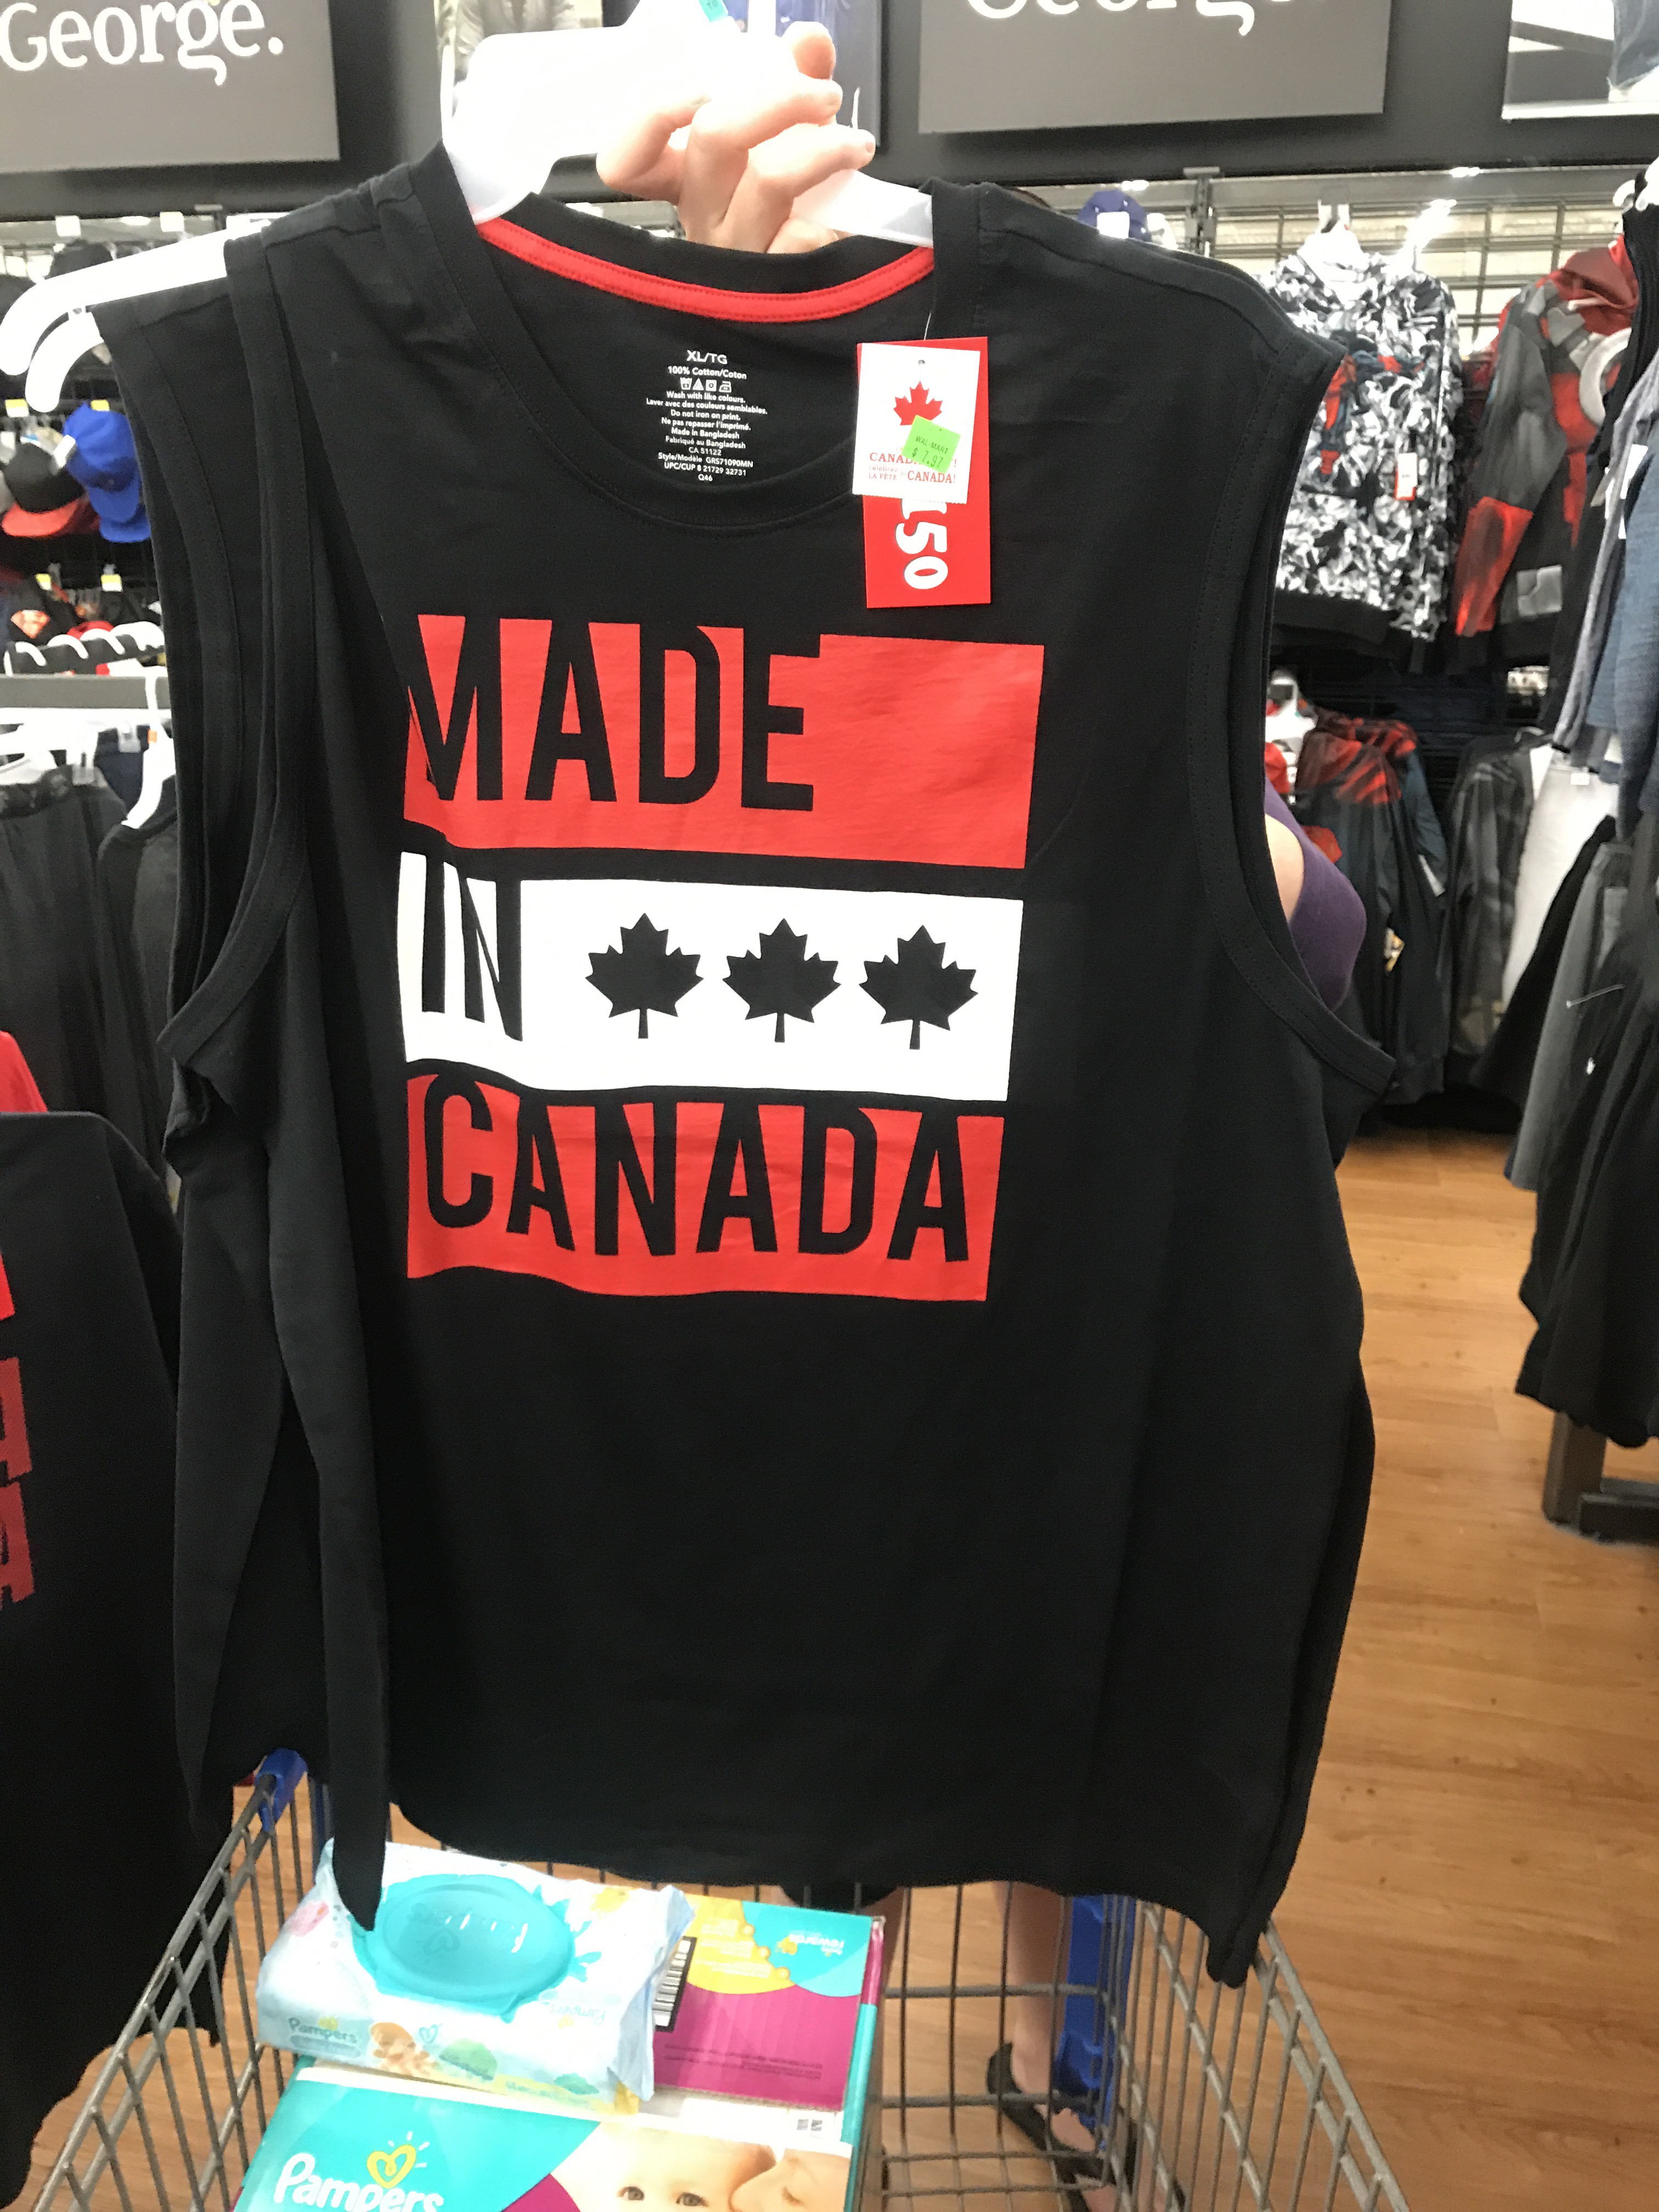 George.
George.
XL/TG
100% Cotton/Coton
Wash with like colours.
Laver avec des couleurs semblables.
Do not iron on print.
Ne pas repasser l'imprimé.
Made in Bangladesh
Fabriqué au Bangladesh
CA 51122
Style/Modèle GRS71090MN
UPC/CUP 8 21729 32731
Q46
WAL-MART
$ 7.97
LA FÊTE CANADA!
150
MADE
IN
CANADA
Pampers
Pampers